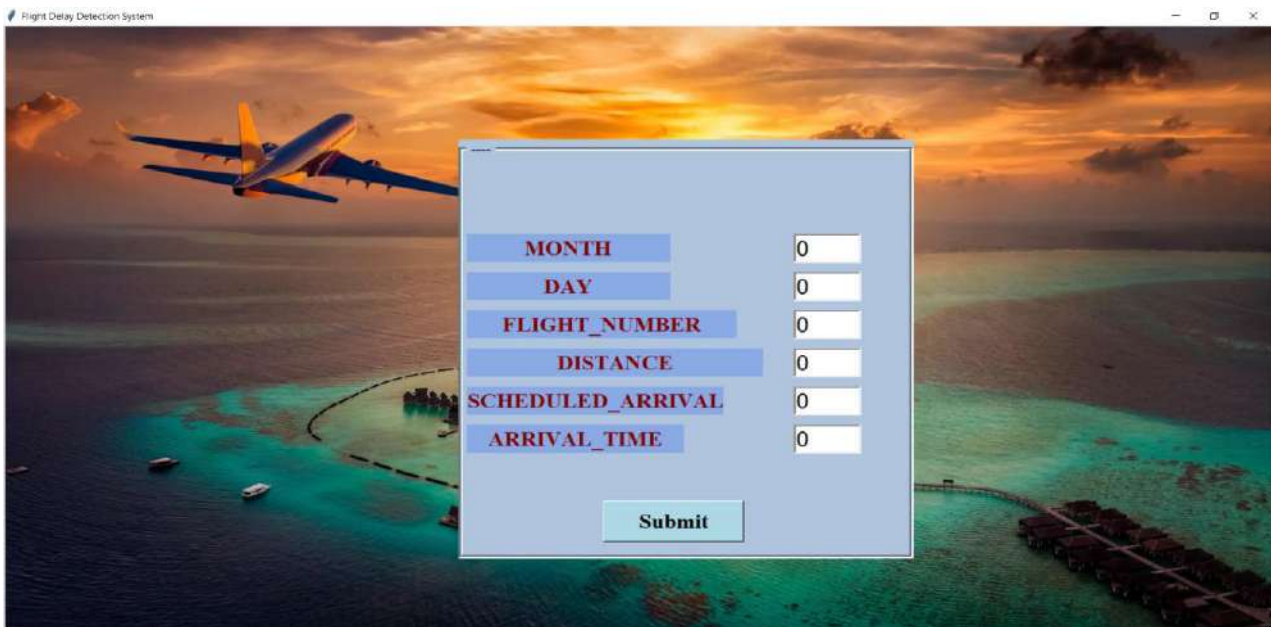 Flight Delay Detection System
MONTH 0
DAY 0
FLIGHT_NUMBER 0
DISTANCE 0
SCHEDULED_ARRIVAL 0
ARRIVAL_TIME 0
Submit